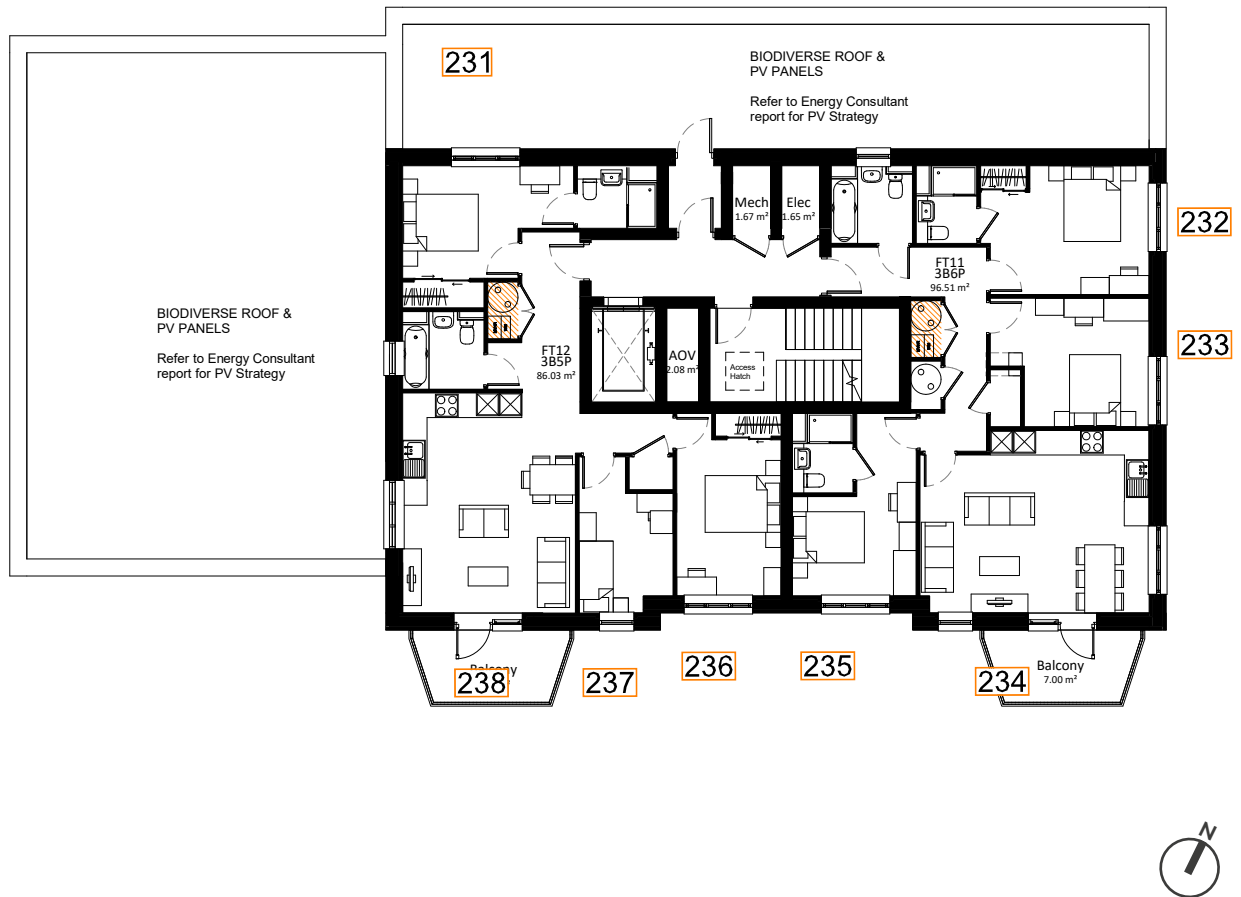 231
BIODIVERSE ROOF &
PV PANELS
Refer to Energy Consultant
report for PV Strategy
Mech
1.67 m²
Elec
1.65 m²
232
FT11
3B6P
96.51 m²
BIODIVERSE ROOF &
PV PANELS
Refer to Energy Consultant
report for PV Strategy
233
FT12
3B5P
86.03 m²
AOV
2.08 m²
Access
Hatch
236
235
Balcony
238
237
234
Balcony
7.00 m²
N